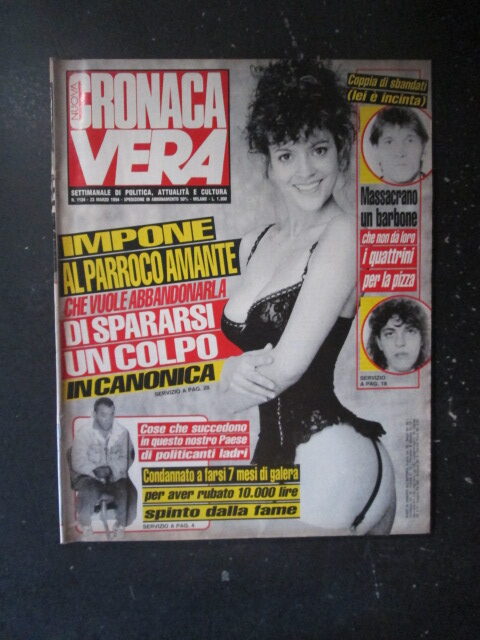 NUOVA
CRONACA
VERA
SETTIMANALE DI POLITICA, ATTUALITÀ E CULTURA
IMPONE
AL PARROCO AMANTE
CHE VUOLE ABBANDONARLA
DI SPARARSI
UN COLPO
IN CANONICA
SERVIZIO A PAG.
Coppia di sbandati
(lei è incinta)
Massacrano
un barbone
che non dà loro
i quattrini
per la pizza
SERVIZIO
A PAG. 18
Cose che succedono
in questo nostro Paese
di politicanti ladri
Condannato a farsi 7 mesi di galera
per aver rubato 10.000 lire
spinto dalla fame
SERVIZIO A PAG. 4